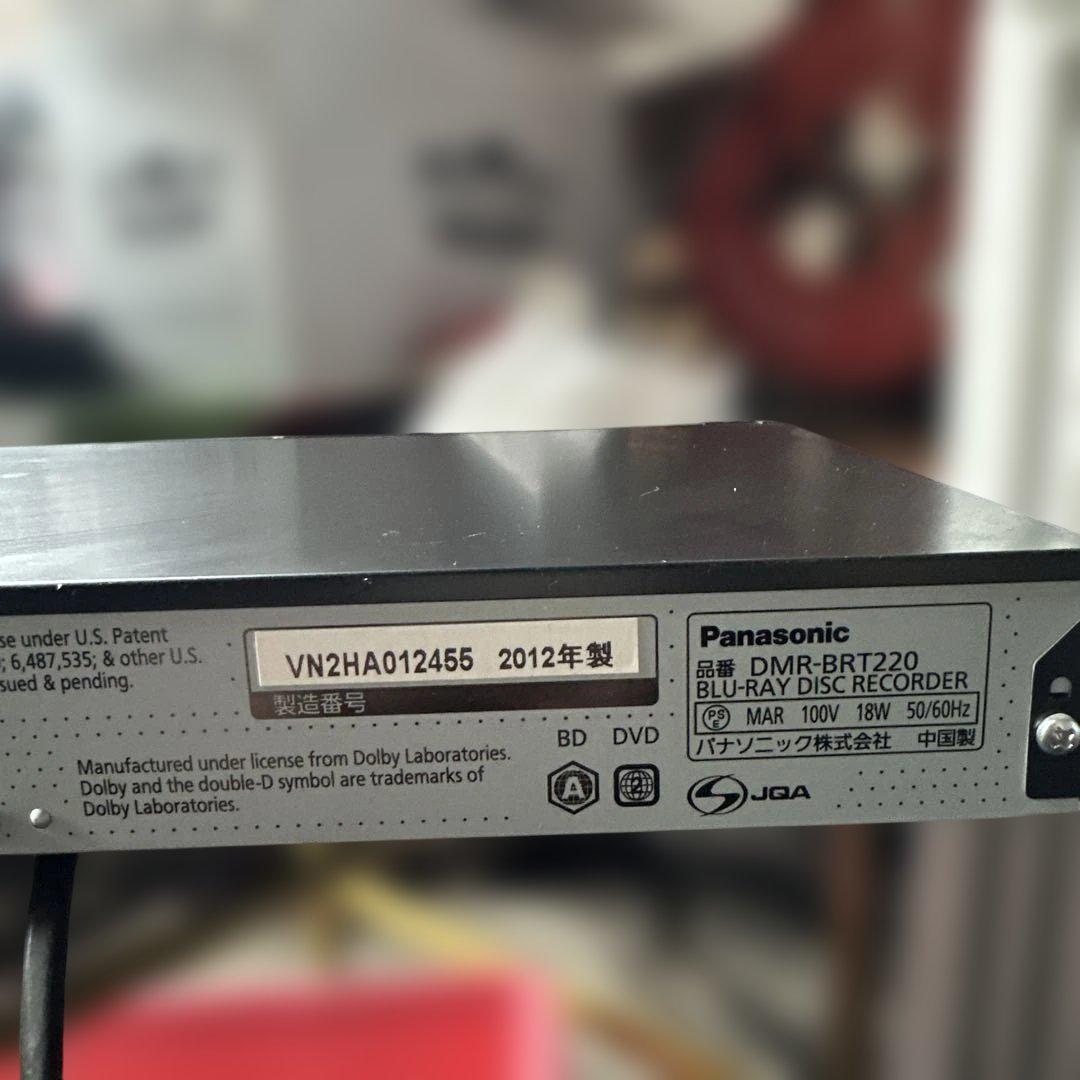 se under U.S. Patent
; 6,487,535; & other U.S.
sued & pending.
VN2HA012455 2012年製
製造番号
Manufactured under license from Dolby Laboratories.
Dolby and the double-D symbol are trademarks of
Dolby Laboratories.
BD DVD
A 2
Panasonic
品番 DMR-BRT220
BLU-RAY DISC RECORDER
PSE MAR 100V 18W 50/60Hz
パナソニック株式会社 中国製
JQA